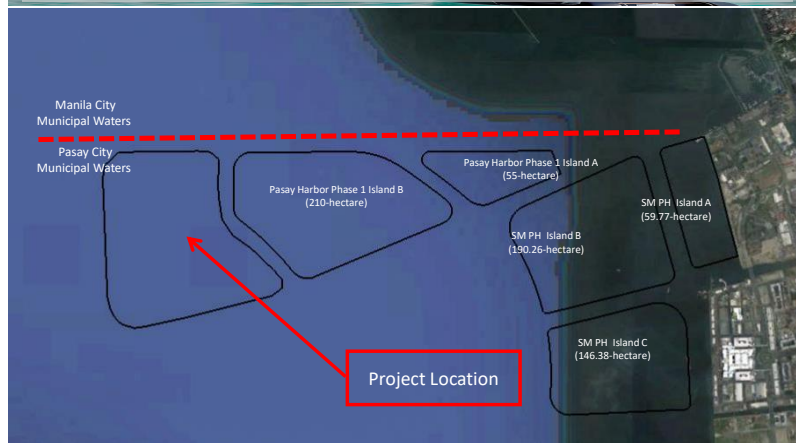 Manila City
Municipal Waters
Pasay City
Municipal Waters
Pasay Harbor Phase 1 Island A
(55-hectare)
Pasay Harbor Phase 1 Island B
(210-hectare)
SM PH  Island A
(59.77-hectare)
SM PH  Island B
(190.26-hectare)
SM PH  Island C
(146.38-hectare)
Project Location